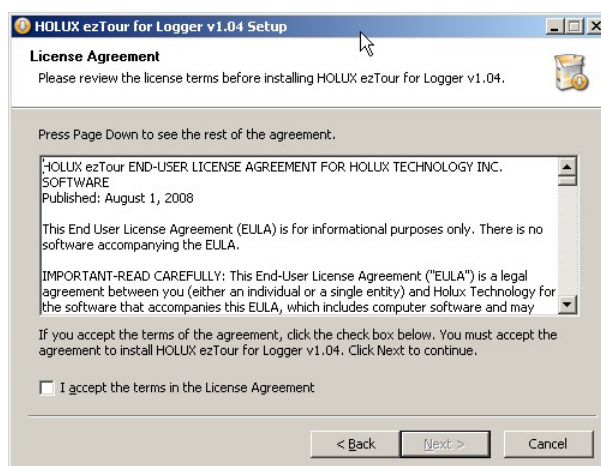 HOLUX ezTour for Logger v1.04 Setup
License Agreement
Please review the license terms before installing HOLUX ezTour for Logger v1.04.
Press Page Down to see the rest of the agreement.
HOLUX ezTour END-USER LICENSE AGREEMENT FOR HOLUX TECHNOLOGY INC.
SOFTWARE
Published: August 1, 2008
This End User License Agreement (EULA) is for informational purposes only. There is no
software accompanying the EULA.
IMPORTANT-READ CAREFULLY: This End-User License Agreement ("EULA") is a legal
agreement between you (either an individual or a single entity) and Holux Technology for
the software that accompanies this EULA, which includes computer software and may
If you accept the terms of the agreement, click the check box below. You must accept the
agreement to install HOLUX ezTour for Logger v1.04. Click Next to continue.
I accept the terms in the License Agreement
< Back Next > Cancel